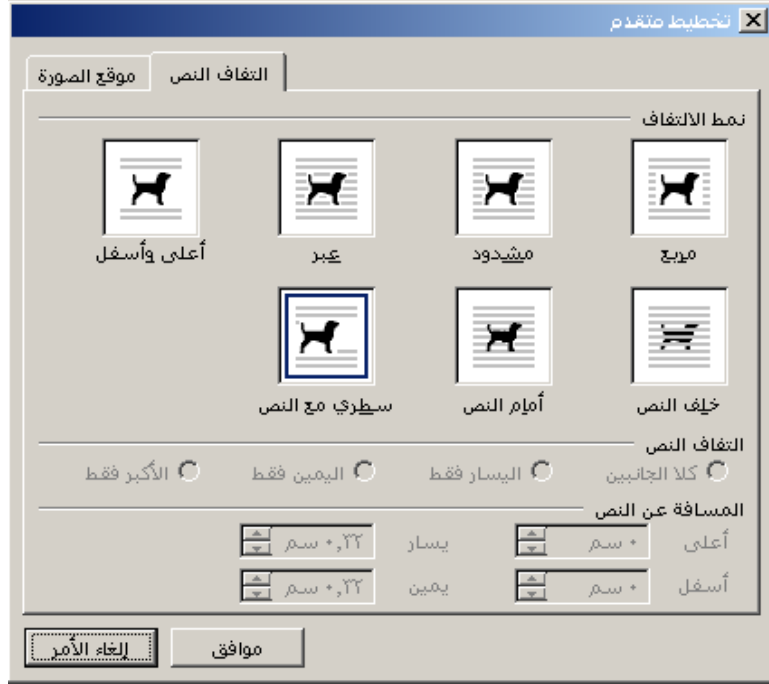 تخطيط متقدم
التفاف النص موقع الصورة
نمط الالتفاف
مربع مشدود عبر أعلى وأسفل
خلف النص أمام النص سطري مع النص
التفاف النص
كلا الجانبين اليسار فقط اليمين فقط الأكبر فقط
المسافة عن النص
أعلى ٠ سم يسار ٠,٣٢ سم
أسفل ٠ سم يمين ٠,٣٢ سم
موافق إلغاء الأمر